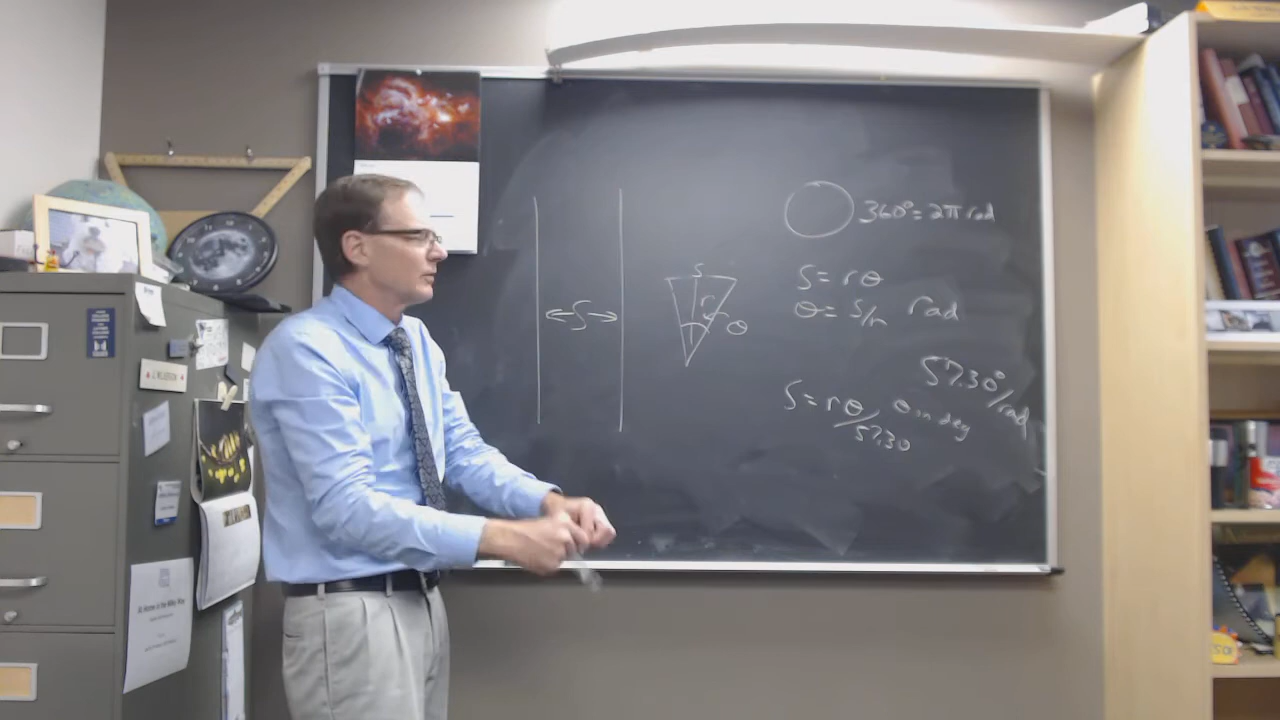 360° = 2π rad
S = rθ
θ = S/r rad
57.30°/rad
S = rθ/57.30 θ in deg
←S→
S
r
θ